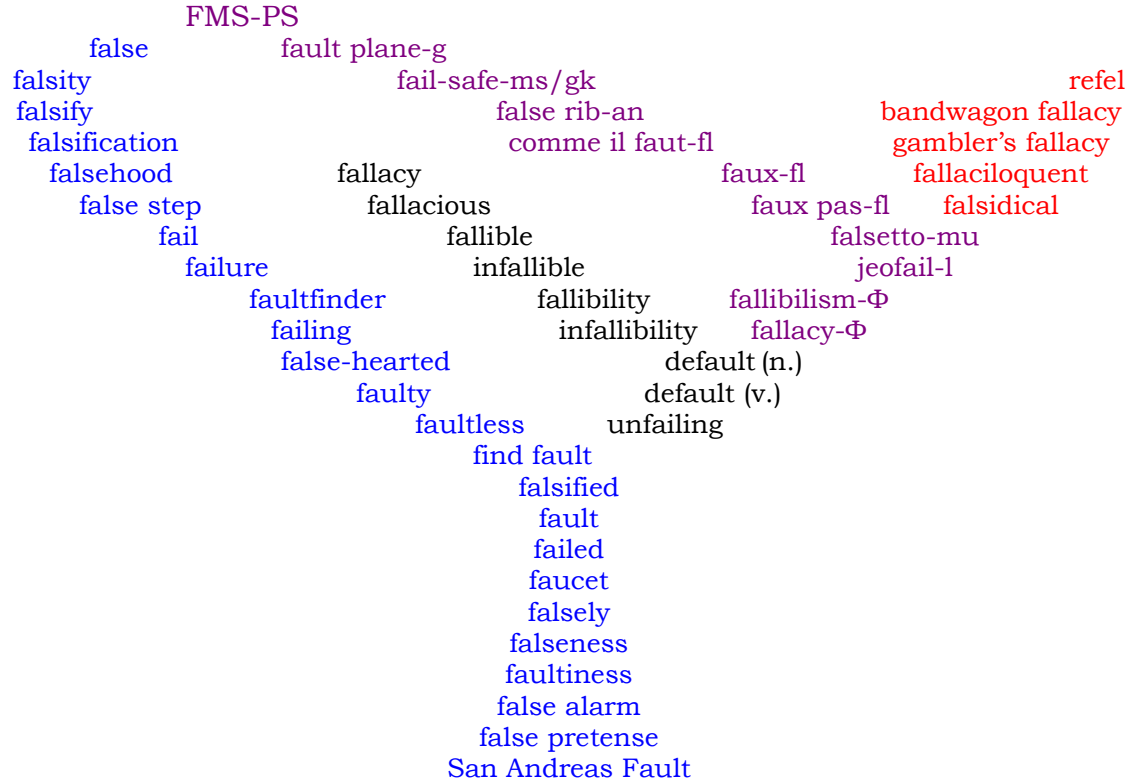 FMS-PS
false fault plane-g
falsity fail-safe-ms/gk refel
falsify false rib-an bandwagon fallacy
falsification comme il faut-fl gambler’s fallacy
falsehood fallacy faux-fl fallaciloquent
false step fallacious faux pas-fl falsidical
fail fallible falsetto-mu
failure infallible jeofail-l
faultfinder fallibility fallibilism-Φ
failing infallibility fallacy-Φ
false-hearted default (n.)
faulty default (v.)
faultless unfailing
find fault
falsified
fault
failed
faucet
falsely
falseness
faultiness
false alarm
false pretense
San Andreas Fault